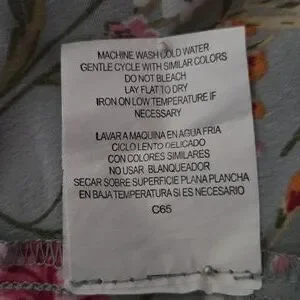 MACHINE WASH COLD WATER
GENTLE CYCLE WITH SIMILAR COLORS
DO NOT BLEACH
LAY FLAT TO DRY
IRON ON LOW TEMPERATURE IF
NECESSARY
LAVAR A MAQUINA EN AGUA FRIA
CICLO LENTO DELICADO
CON COLORES SIMILARES
NO USAR BLANQUEADOR
SECAR SOBRE SUPERFICIE PLANA PLANCHA
EN BAJA TEMPERATURA SI ES NECESARIO
C65